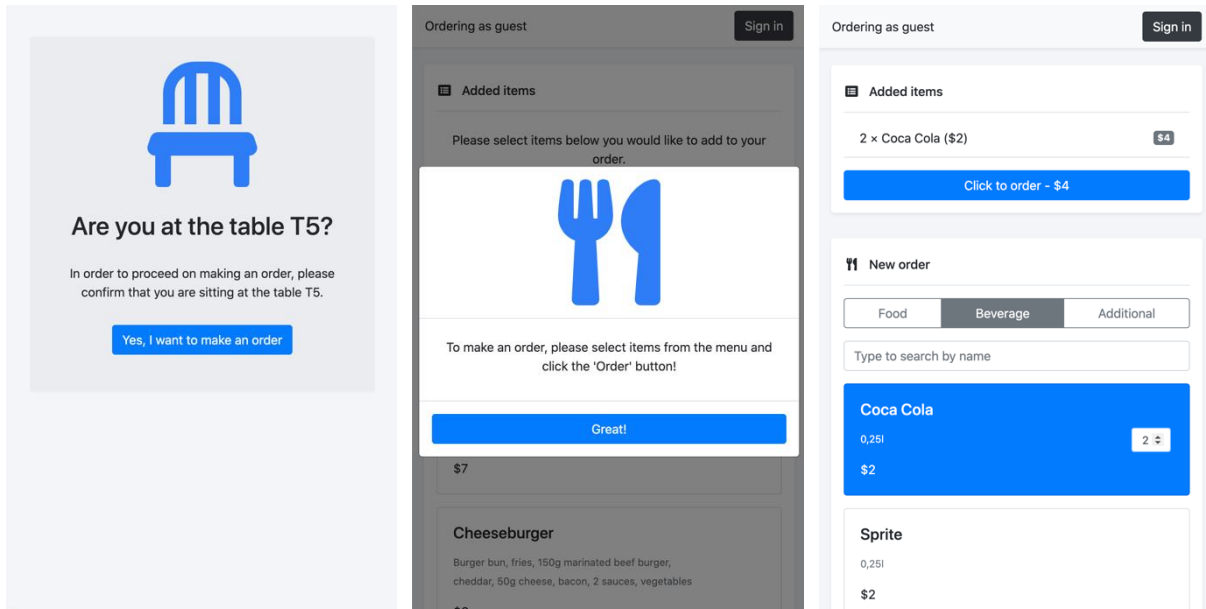 Are you at the table T5?
In order to proceed on making an order, please
confirm that you are sitting at the table T5.
Yes, I want to make an order
Ordering as guest
Sign in
Added items
Please select items below you would like to add to your
order.
To make an order, please select items from the menu and
click the 'Order' button!
Great!
$7
Cheeseburger
Burger bun, fries, 150g marinated beef burger,
cheddar, 50g cheese, bacon, 2 sauces, vegetables
Ordering as guest
Sign in
Added items
2 × Coca Cola ($2)
$4
Click to order - $4
New order
Food
Beverage
Additional
Type to search by name
Coca Cola
0,25l
2
$2
Sprite
0,25l
$2